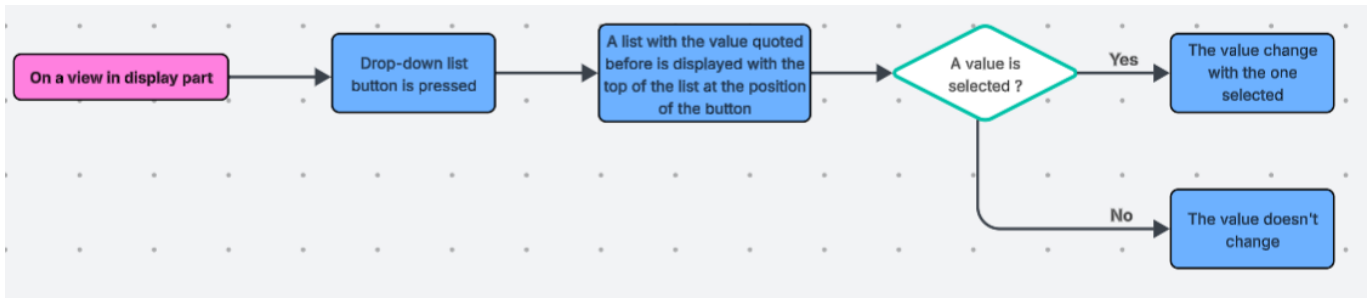 On a view in display part
Drop-down list
button is pressed
A list with the value quoted
before is displayed with the
top of the list at the position
of the button
A value is
selected ?
Yes
The value change
with the one
selected
No
The value doesn't
change